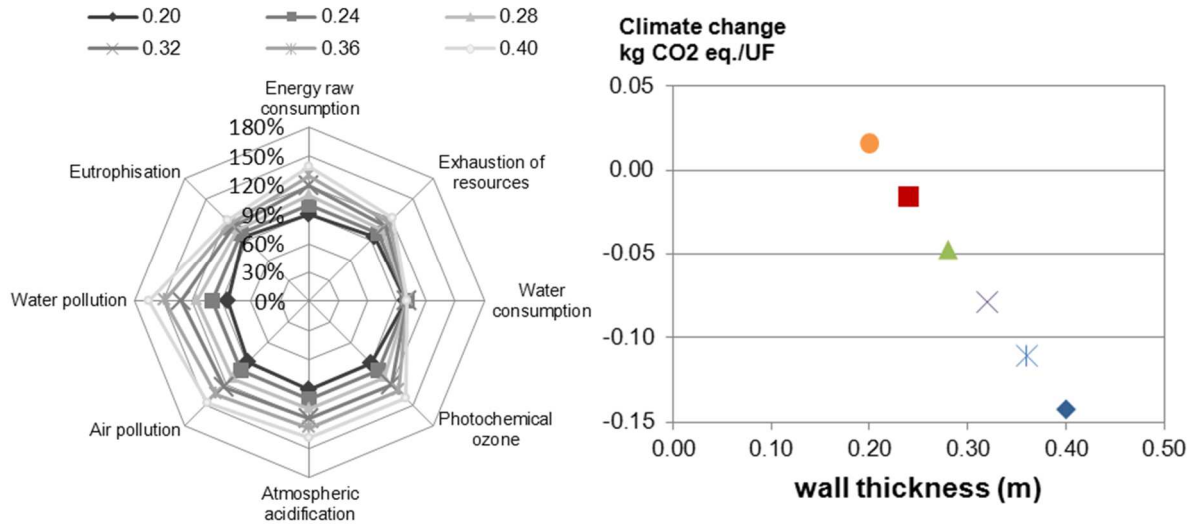 0.20 0.24 0.28
0.32 0.36 0.40
Energy raw
consumption
180%
150%
120%
90%
60%
30%
0%
Exhaustion of
resources
Water
consumption
Photochemical
ozone
Atmospheric
acidification
Air pollution
Water pollution
Eutrophisation
Climate change
kg CO2 eq./UF
0.05
0.00
-0.05
-0.10
-0.15
0.00 0.10 0.20 0.30 0.40 0.50
wall thickness (m)